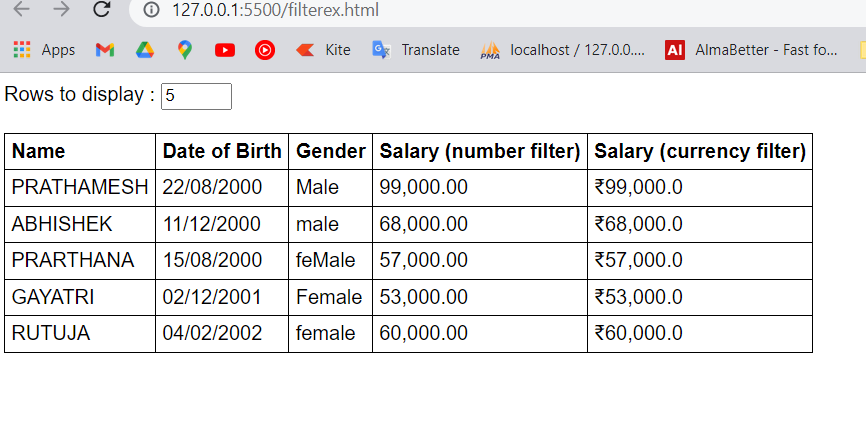 127.0.0.1:5500/filterex.html
Apps Kite Translate PMA localhost / 127.0.0.... AI AlmaBetter - Fast fo...
Rows to display : 5
Name Date of Birth Gender Salary (number filter) Salary (currency filter)
PRATHAMESH 22/08/2000 Male 99,000.00 ₹99,000.0
ABHISHEK 11/12/2000 male 68,000.00 ₹68,000.0
PRARTHANA 15/08/2000 feMale 57,000.00 ₹57,000.0
GAYATRI 02/12/2001 Female 53,000.00 ₹53,000.0
RUTUJA 04/02/2002 female 60,000.00 ₹60,000.0